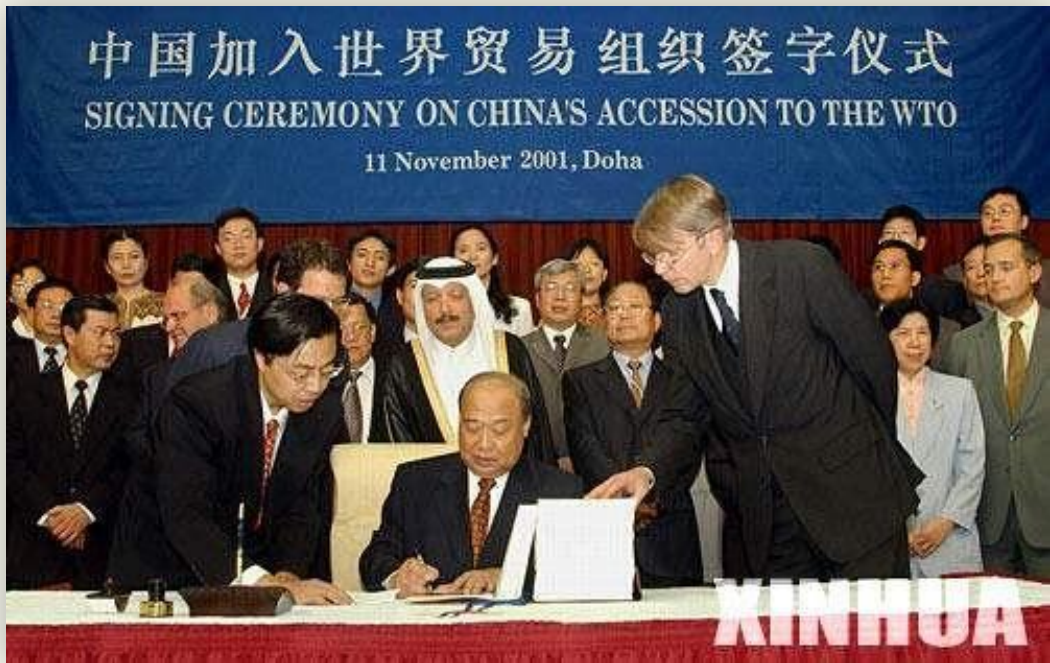 中国加入世界贸易组织签字仪式
SIGNING CEREMONY ON CHINA'S ACCESSION TO THE WTO
11 November 2001, Doha
XINHUA